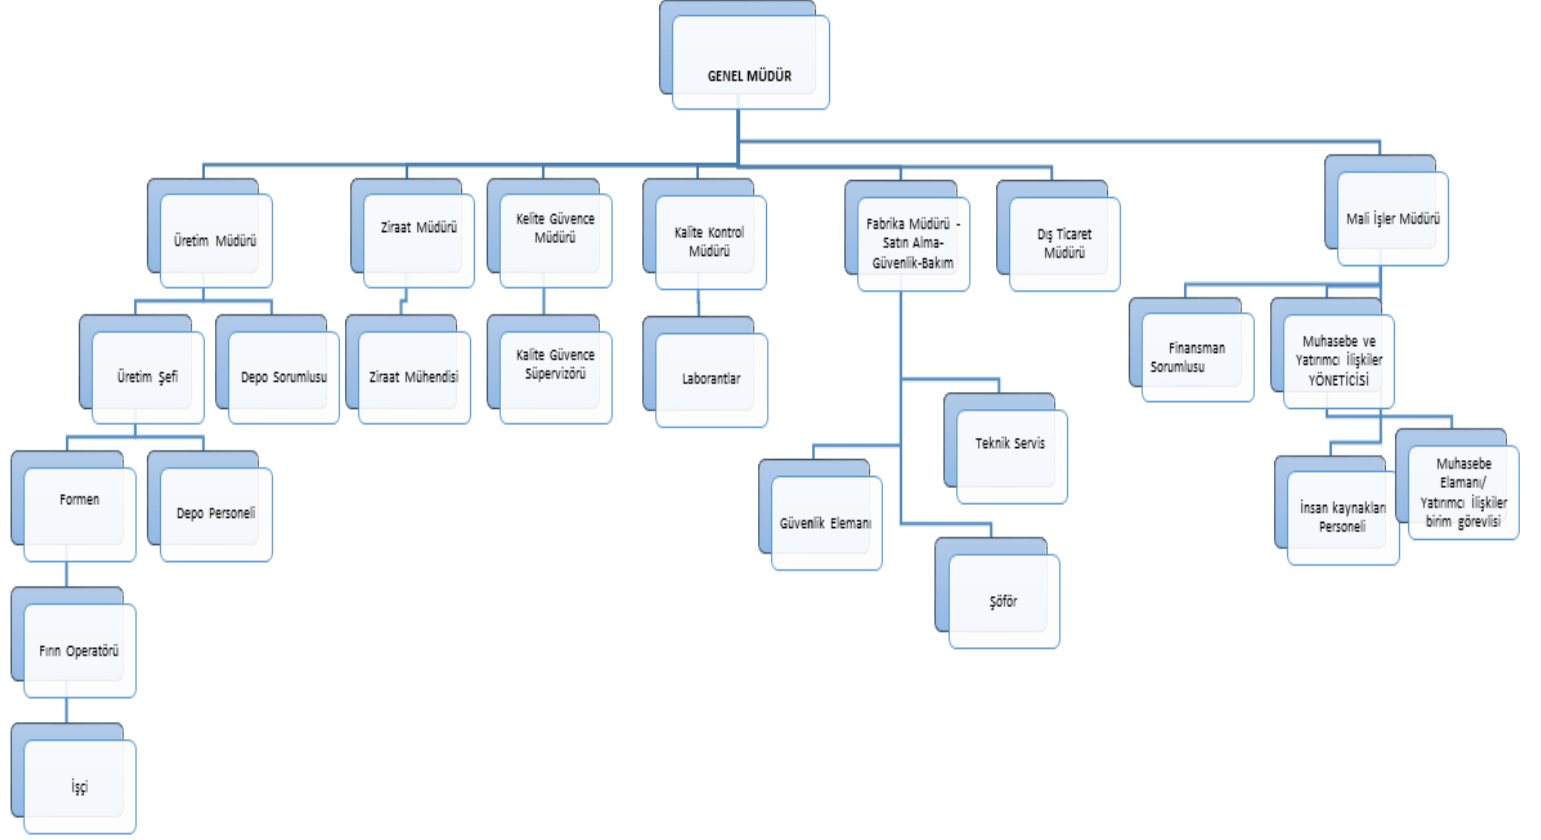 GENEL MÜDÜR
Üretim Müdürü
Ziraat Müdürü
Kelite Güvence
Müdürü
Kalite Kontrol
Müdürü
Fabrika Müdürü -
Satın Alma-
Güvenlik-Bakım
Dış Ticaret
Müdürü
Mali İşler Müdürü
Üretim Şefi
Depo Sorumlusu
Ziraat Mühendisi
Kalite Güvence
Süpervizörü
Laborantlar
Finansman
Sorumlusu
Muhasebe ve
Yatırımcı İlişkiler
YÖNETİCİSİ
Teknik Servis
Formen
Depo Personeli
Güvenlik Elemanı
İnsan kaynakları
Personeli
Muhasebe
Elamanı/
Yatırımcı İlişkiler
birim görevlisi
Şöför
Fırın Operatörü
İşçi